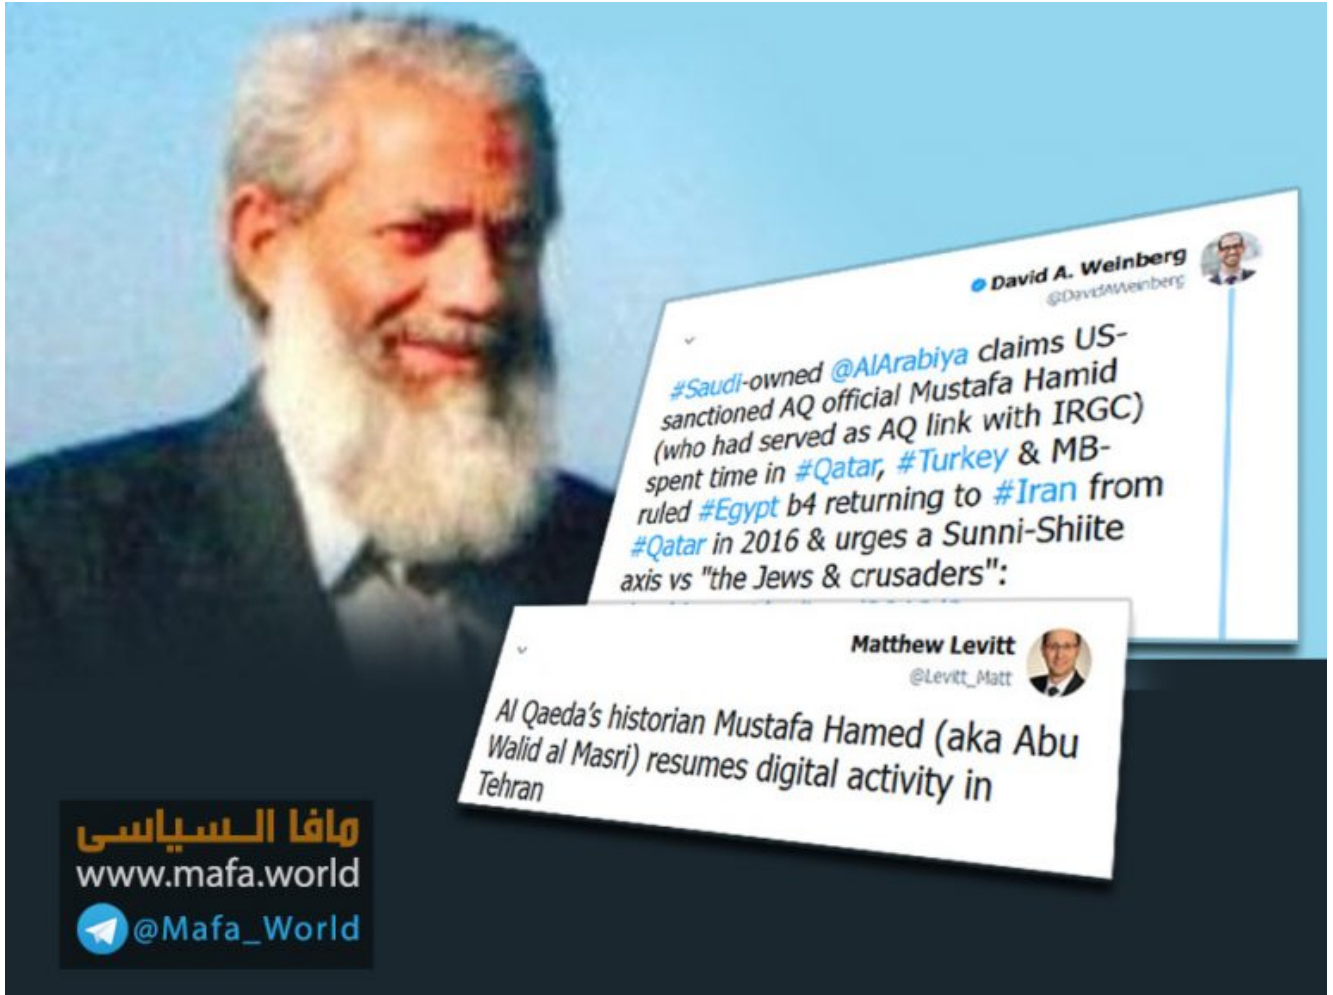 David A. Weinberg
@DavidAWeinberg
#Saudi-owned @AlArabiya claims US-
sanctioned AQ official Mustafa Hamid
(who had served as AQ link with IRGC)
spent time in #Qatar, #Turkey & MB-
ruled #Egypt b4 returning to #Iran from
#Qatar in 2016 & urges a Sunni-Shiite
axis vs "the Jews & crusaders":
Matthew Levitt
@Levitt_Matt
Al Qaeda's historian Mustafa Hamed (aka Abu
Walid al Masri) resumes digital activity in
Tehran
مافا السياسى
www.mafa.world
@Mafa_World